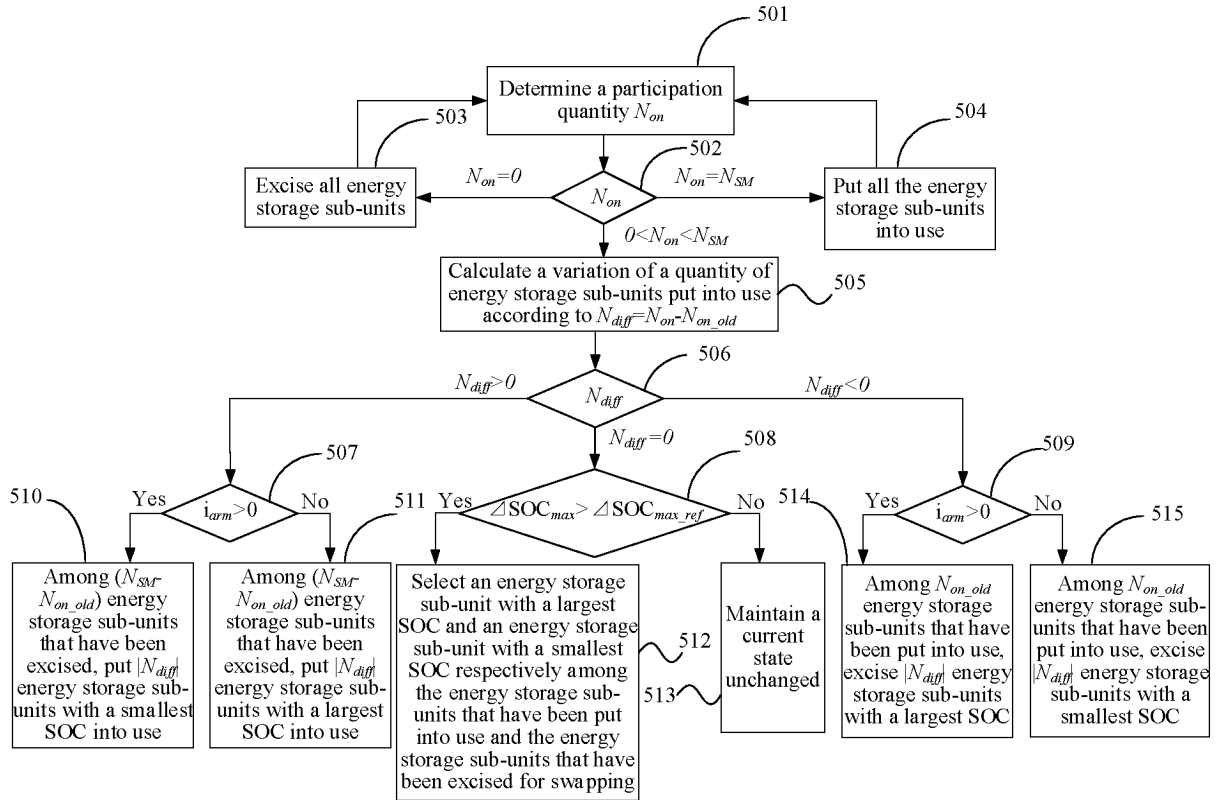 501
Determine a participation
quantity N_on
503
504
502
N_on=0
N_on=N_SM
Excise all energy
storage sub-units
N_on
Put all the energy
storage sub-units
into use
0<N_on<N_SM
Calculate a variation of a quantity of
energy storage sub-units put into use
according to N_diff=N_on-N_on_old
505
506
N_diff>0
N_diff
N_diff<0
N_diff=0
507
508
509
510
Yes
i_arm>0
No
511
Yes
⊿SOC_max>⊿SOC_max_ref
No
514
Yes
i_arm>0
No
515
Among (N_SM-
N_on_old) energy
storage sub-units
that have been
excised, put |N_diff|
energy storage sub-
units with a smallest
SOC into use
Among (N_SM-
N_on_old) energy
storage sub-units
that have been
excised, put |N_diff|
energy storage sub-
units with a largest
SOC into use
Select an energy storage
sub-unit with a largest
SOC and an energy storage
sub-unit with a smallest
SOC respectively among
the energy storage sub-
units that have been put
into use and the energy
storage sub-units that have
been excised for swapping
512
513
Maintain a
current
state
unchanged
Among N_on_old
energy storage
sub-units that have
been put into use,
excise |N_diff| energy
storage sub-units
with a largest SOC
Among N_on_old
energy storage sub-
units that have been
put into use, excise
|N_diff| energy storage
sub-units with a
smallest SOC